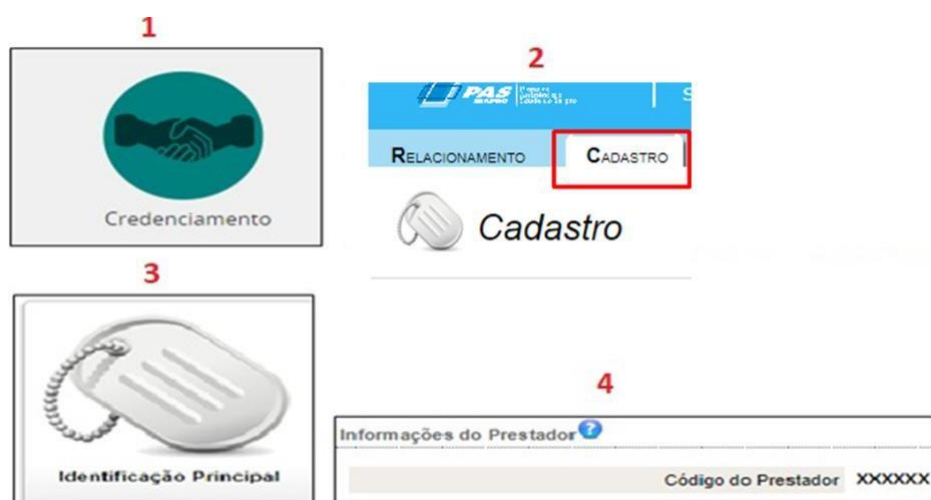 1
Credenciamento
2
PAS
S
RELACIONAMENTO
CADASTRO
Cadastro
3
Identificação Principal
4
Informações do Prestador ?
Código do Prestador XXXXXX